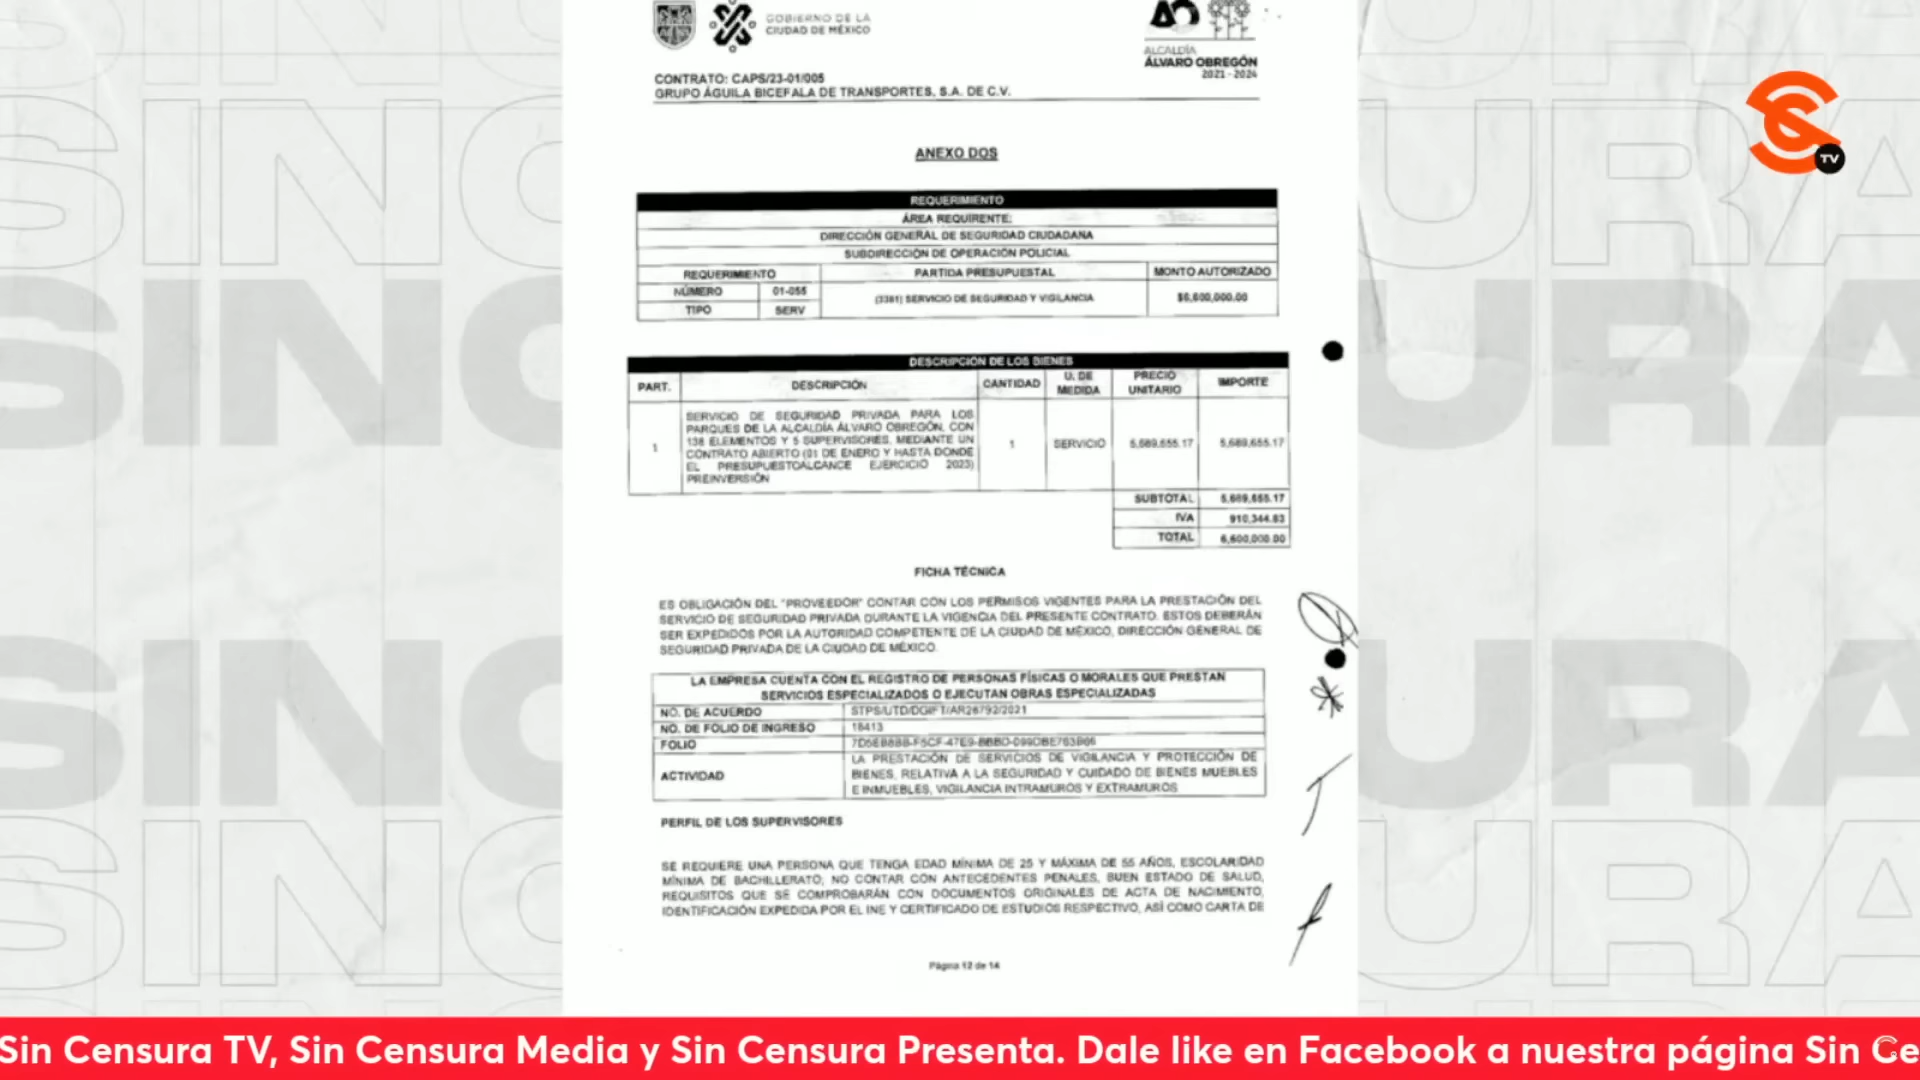 GOBIERNO DE LA
CIUDAD DE MÉXICO
ALCALDÍA
ÁLVARO OBREGÓN
2021 - 2024
CONTRATO: CAPS/23-01/005
GRUPO ÁGUILA BICEFALA DE TRANSPORTES, S.A. DE C.V.
TV
ANEXO DOS
REQUERIMIENTO
ÁREA REQUIRENTE:
DIRECCIÓN GENERAL DE SEGURIDAD CIUDADANA
SUBDIRECCIÓN DE OPERACIÓN POLICIAL
REQUERIMIENTO PARTIDA PRESUPUESTAL MONTO AUTORIZADO
NÚMERO 01-055 (3381) SERVICIO DE SEGURIDAD Y VIGILANCIA $6,600,000.00
TIPO SERV
DESCRIPCIÓN DE LOS BIENES
PART. DESCRIPCIÓN CANTIDAD U. DE MEDIDA PRECIO UNITARIO IMPORTE
SERVICIO DE SEGURIDAD PRIVADA PARA LOS
PARQUES DE LA ALCALDÍA ÁLVARO OBREGÓN, CON
138 ELEMENTOS Y 5 SUPERVISORES, MEDIANTE UN
1 CONTRATO ABIERTO (01 DE ENERO Y HASTA DONDE 1 SERVICIO 5,689,655.17 5,689,655.17
EL PRESUPUESTOALCANCE EJERCICIO 2023)
PREINVERSIÓN
SUBTOTAL 5,689,655.17
IVA 910,344.83
TOTAL 6,600,000.00
FICHA TÉCNICA
ES OBLIGACIÓN DEL "PROVEEDOR" CONTAR CON LOS PERMISOS VIGENTES PARA LA PRESTACIÓN DEL
SERVICIO DE SEGURIDAD PRIVADA DURANTE LA VIGENCIA DEL PRESENTE CONTRATO. ESTOS DEBERÁN
SER EXPEDIDOS POR LA AUTORIDAD COMPETENTE DE LA CIUDAD DE MÉXICO, DIRECCIÓN GENERAL DE
SEGURIDAD PRIVADA DE LA CIUDAD DE MÉXICO.
LA EMPRESA CUENTA CON EL REGISTRO DE PERSONAS FÍSICAS O MORALES QUE PRESTAN
SERVICIOS ESPECIALIZADOS O EJECUTAN OBRAS ESPECIALIZADAS
NO. DE ACUERDO STPS/UTD/DGIFT/AR26792/2021
NO. DE FOLIO DE INGRESO 18413
FOLIO
LA PRESTACIÓN DE SERVICIOS DE VIGILANCIA Y PROTECCIÓN DE
ACTIVIDAD BIENES, RELATIVA A LA SEGURIDAD Y CUIDADO DE BIENES MUEBLES
E INMUEBLES, VIGILANCIA INTRAMUROS Y EXTRAMUROS
PERFIL DE LOS SUPERVISORES
SE REQUIERE UNA PERSONA QUE TENGA EDAD MÍNIMA DE 25 Y MÁXIMA DE 55 AÑOS, ESCOLARIDAD
MÍNIMA DE BACHILLERATO; NO CONTAR CON ANTECEDENTES PENALES, BUEN ESTADO DE SALUD,
REQUISITOS QUE SE COMPROBARÁN CON DOCUMENTOS ORIGINALES DE ACTA DE NACIMIENTO,
IDENTIFICACIÓN EXPEDIDA POR EL INE Y CERTIFICADO DE ESTUDIOS RESPECTIVO, ASÍ COMO CARTA DE
Página 12 de 14
SINC URA
SINC URA
SINC URA
SINC URA
Sin Censura TV, Sin Censura Media y Sin Censura Presenta. Dale like en Facebook a nuestra página Sin Ce